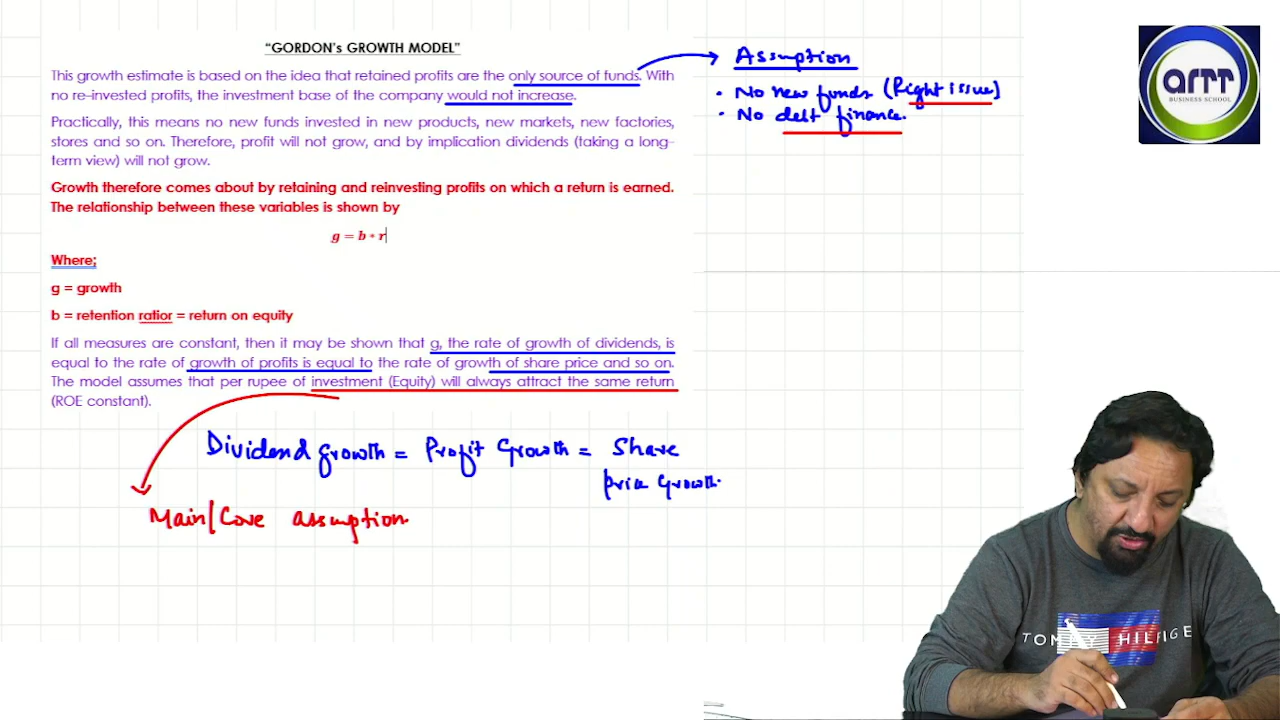 "GORDON's GROWTH MODEL"
This growth estimate is based on the idea that retained profits are the only source of funds. With
no re-invested profits, the investment base of the company would not increase.
Practically, this means no new funds invested in new products, new markets, new factories,
stores and so on. Therefore, profit will not grow, and by implication dividends (taking a long-
term view) will not grow.
Growth therefore comes about by retaining and reinvesting profits on which a return is earned.
The relationship between these variables is shown by
g = b * r
Where;
g = growth
b = retention ratior = return on equity
If all measures are constant, then it may be shown that g, the rate of growth of dividends, is
equal to the rate of growth of profits is equal to the rate of growth of share price and so on.
The model assumes that per rupee of investment (Equity) will always attract the same return
(ROE constant).
Dividend growth = Profit Growth = Share
price Growth.
Main/Core assumption
Assumption
• No new funds (Right issue)
• No debt finance.
ARTT
BUSINESS SCHOOL
TOMMY HILFIGE